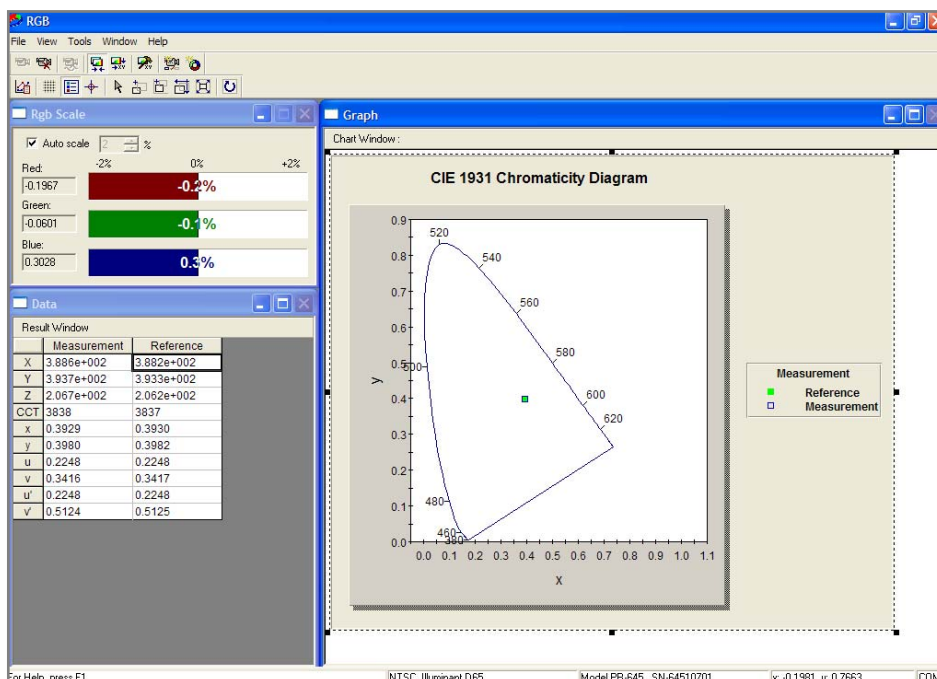 RGB
File View Tools Window Help
Rgb Scale
Auto scale 2 %
Red: -2% 0% +2%
-0.1967 -0.2%
Green:
-0.0601 -0.1%
Blue:
0.3028 0.3%
Data
Result Window
Measurement Reference
X 3.886e+002 3.882e+002
Y 3.937e+002 3.933e+002
Z 2.067e+002 2.062e+002
CCT 3838 3837
x 0.3929 0.3930
y 0.3980 0.3982
u 0.2248 0.2248
v 0.3416 0.3417
u' 0.2248 0.2248
v' 0.5124 0.5125
Graph
Chart Window :
CIE 1931 Chromaticity Diagram
0.9
0.8
0.7
0.6
0.5
0.4
0.3
0.2
0.1
0.0
y
520
540
560
580
600
620
500
480
460
380
0.0 0.1 0.2 0.3 0.4 0.5 0.6 0.7 0.8 0.9 1.0 1.1
x
Measurement
Reference
Measurement
For Help, press F1 NTSC, Illuminant D65 Model PR-645, SN-64510701 x: -0.1981, y: 0.7663 COM